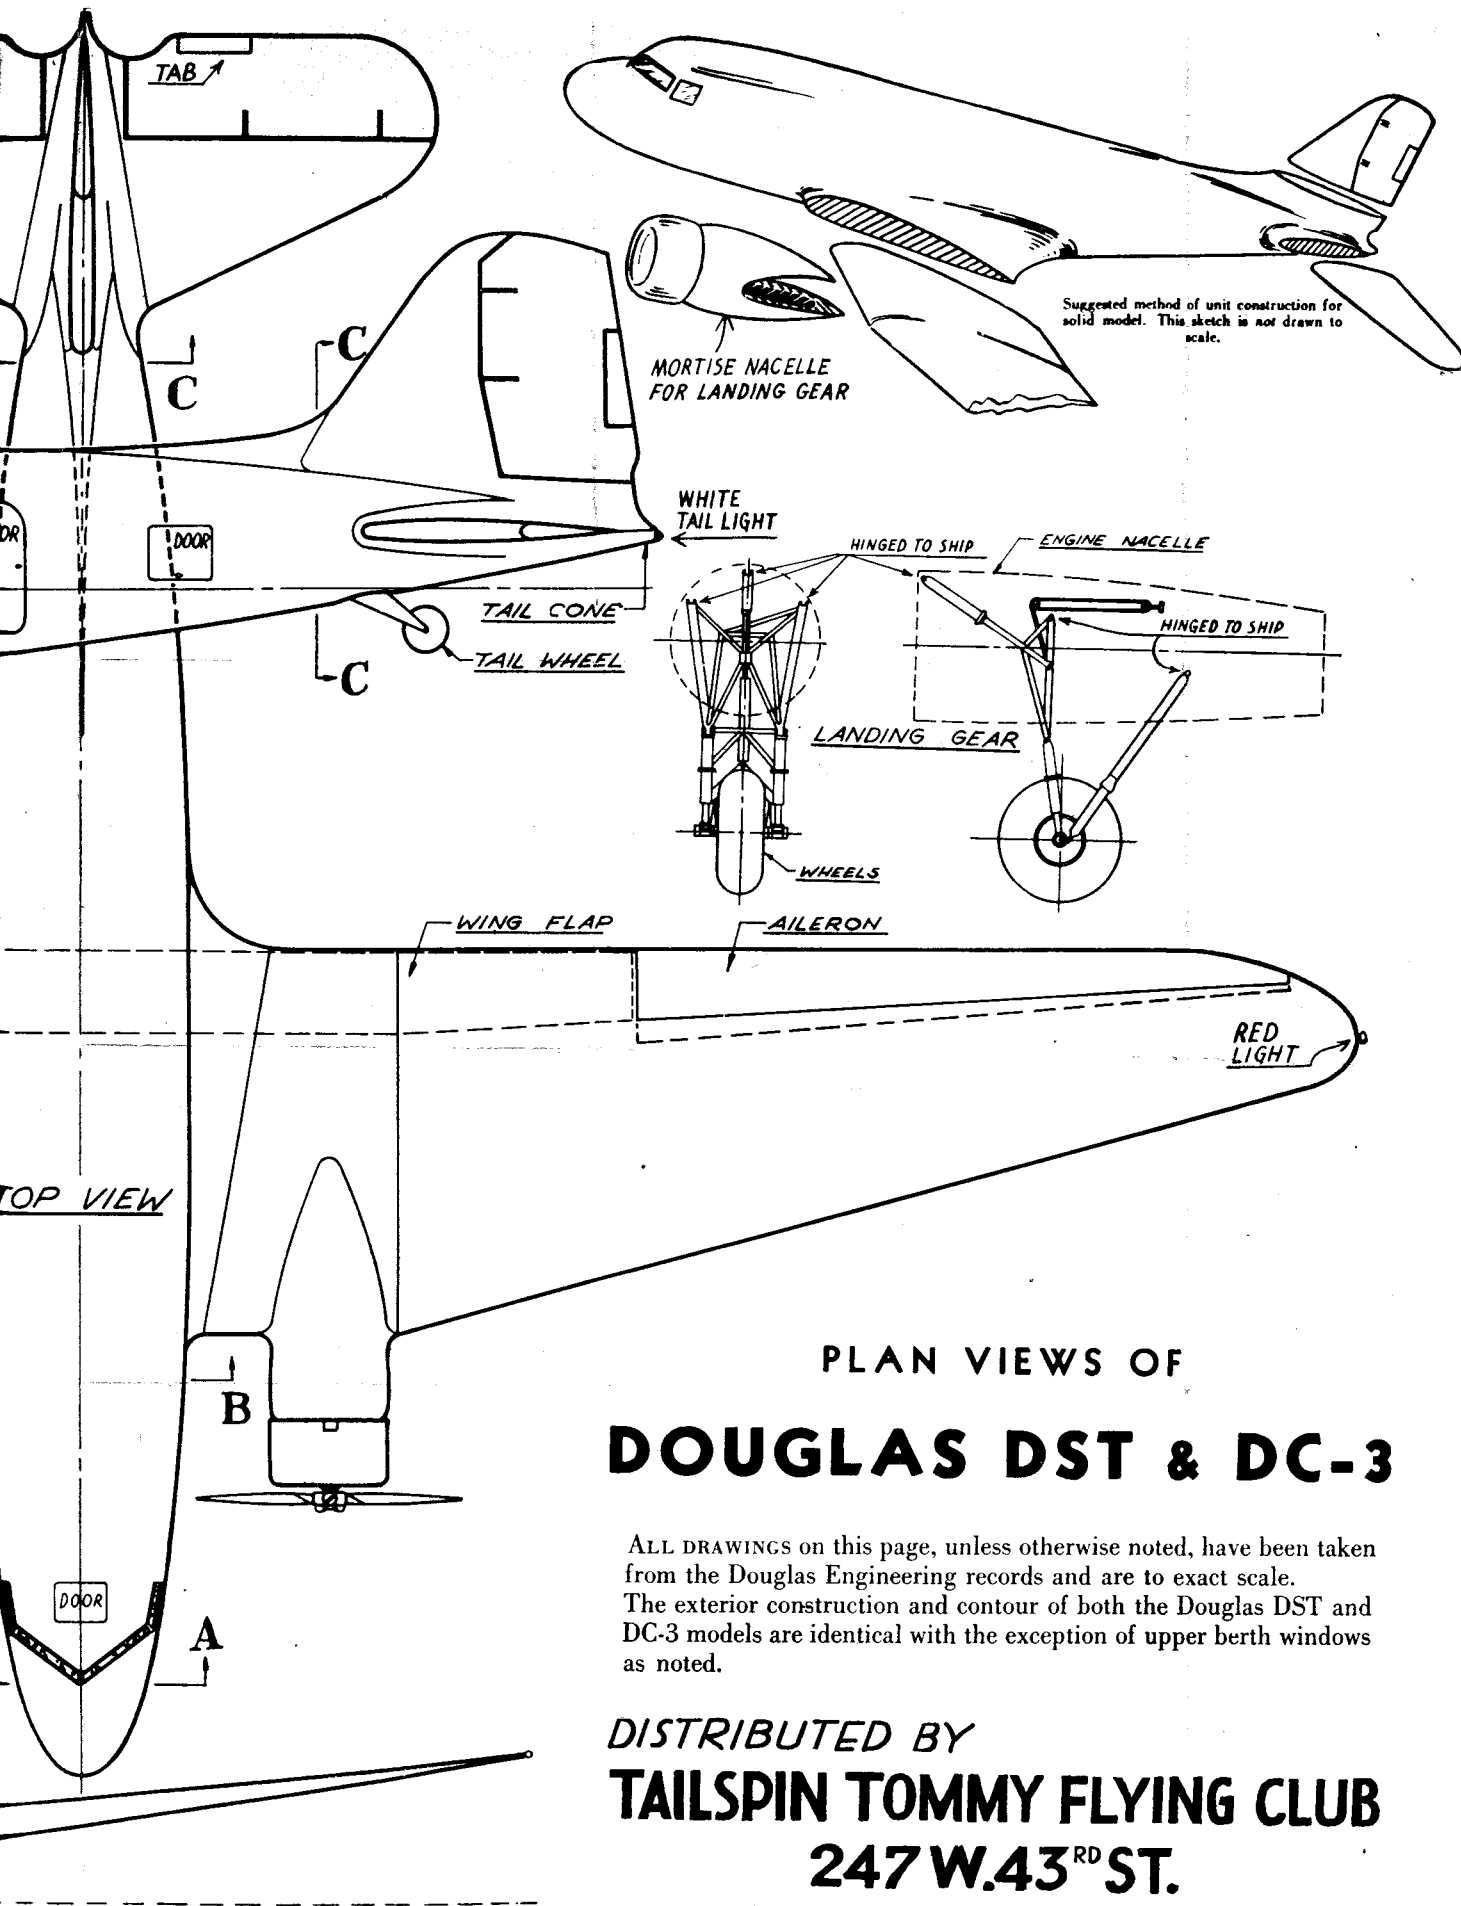 TAB
C
C
Suggested method of unit construction for
solid model. This sketch is not drawn to
scale.
MORTISE NACELLE
FOR LANDING GEAR
WHITE
TAIL LIGHT
DOOR
HINGED TO SHIP
ENGINE NACELLE
TAIL CONE
HINGED TO SHIP
TAIL WHEEL
C
LANDING GEAR
WHEELS
WING FLAP
AILERON
RED
LIGHT
TOP VIEW
B
PLAN VIEWS OF
DOUGLAS DST & DC-3
ALL DRAWINGS on this page, unless otherwise noted, have been taken
from the Douglas Engineering records and are to exact scale.
The exterior construction and contour of both the Douglas DST and
DC-3 models are identical with the exception of upper berth windows
as noted.
DOOR
A
DISTRIBUTED BY
TAILSPIN TOMMY FLYING CLUB
247 W. 43RD ST.